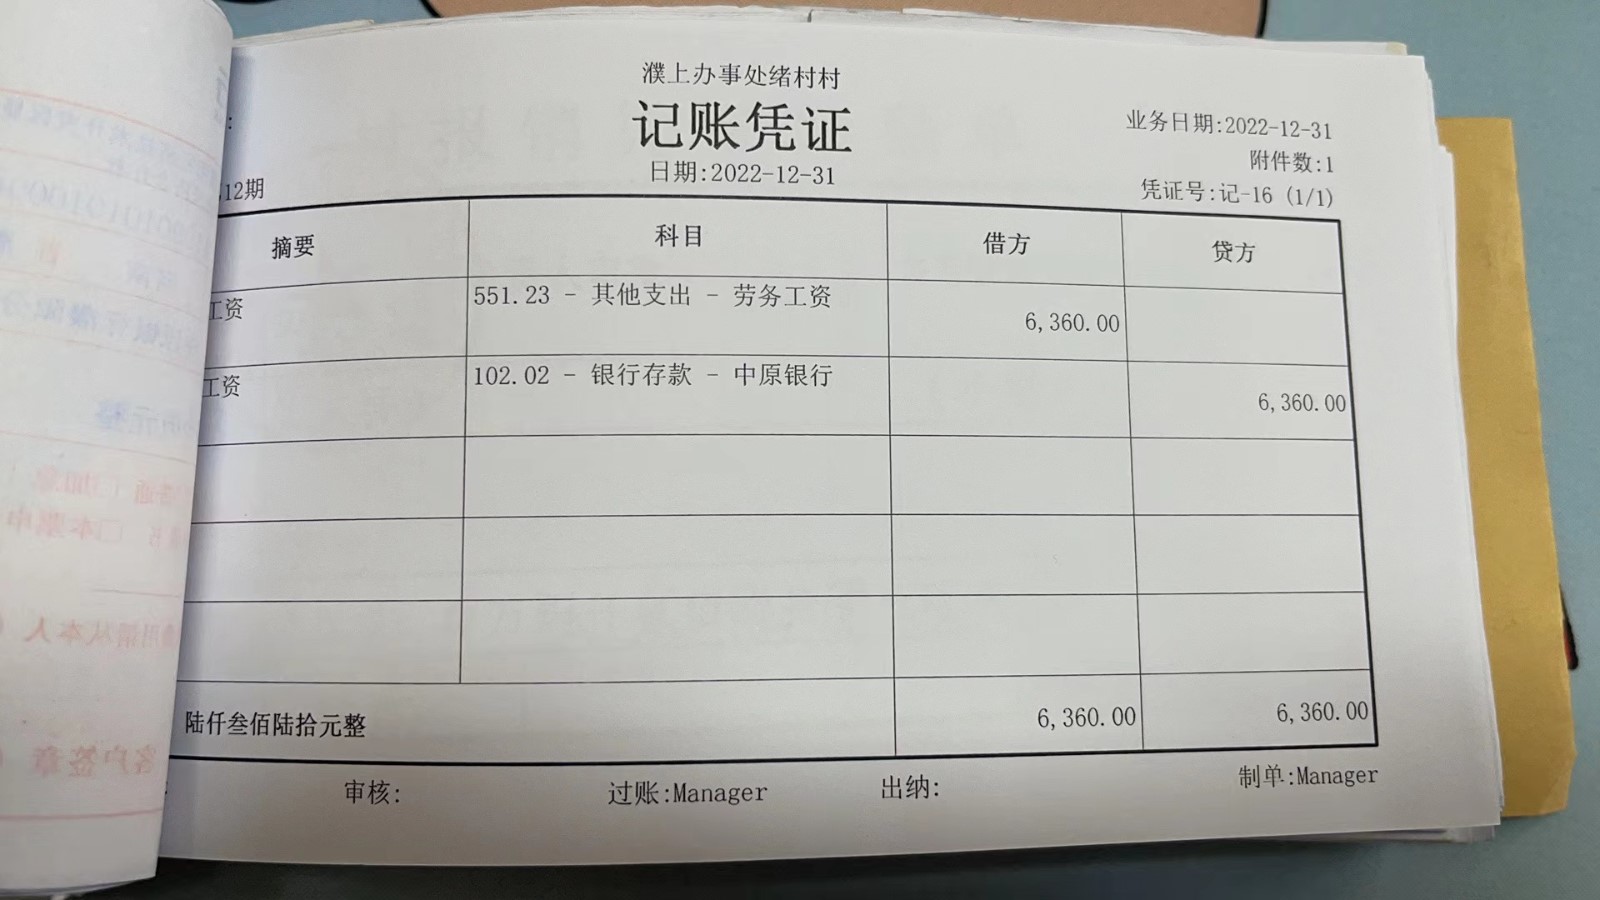 濮上办事处绪村村
记账凭证
日期:2022-12-31
业务日期:2022-12-31
附件数:1
凭证号:记-16 (1/1)
12期
摘要 科目 借方 贷方
工资 551.23 - 其他支出 - 劳务工资 6,360.00
工资 102.02 - 银行存款 - 中原银行 6,360.00
陆仟叁佰陆拾元整 6,360.00 6,360.00
审核: 过账:Manager 出纳: 制单:Manager